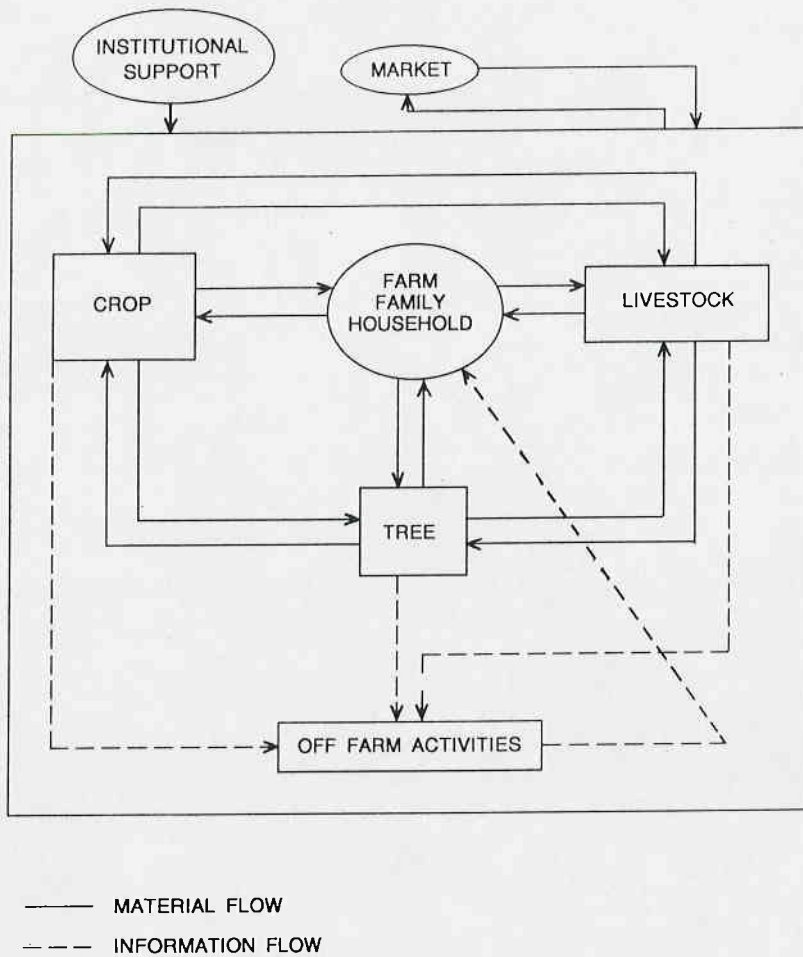 INSTITUTIONAL
SUPPORT
MARKET
CROP
FARM
FAMILY
HOUSEHOLD
LIVESTOCK
TREE
OFF FARM ACTIVITIES
MATERIAL FLOW
INFORMATION FLOW